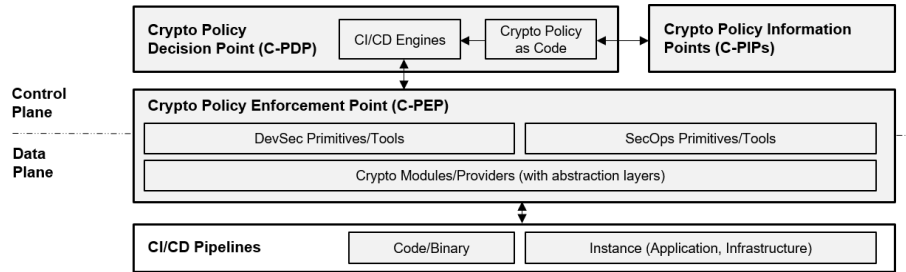 Crypto Policy
Decision Point (C-PDP)
CI/CD Engines
Crypto Policy
as Code
Crypto Policy Information
Points (C-PIPs)
Control
Plane
Crypto Policy Enforcement Point (C-PEP)
DevSec Primitives/Tools
SecOps Primitives/Tools
Data
Plane
Crypto Modules/Providers (with abstraction layers)
CI/CD Pipelines
Code/Binary
Instance (Application, Infrastructure)